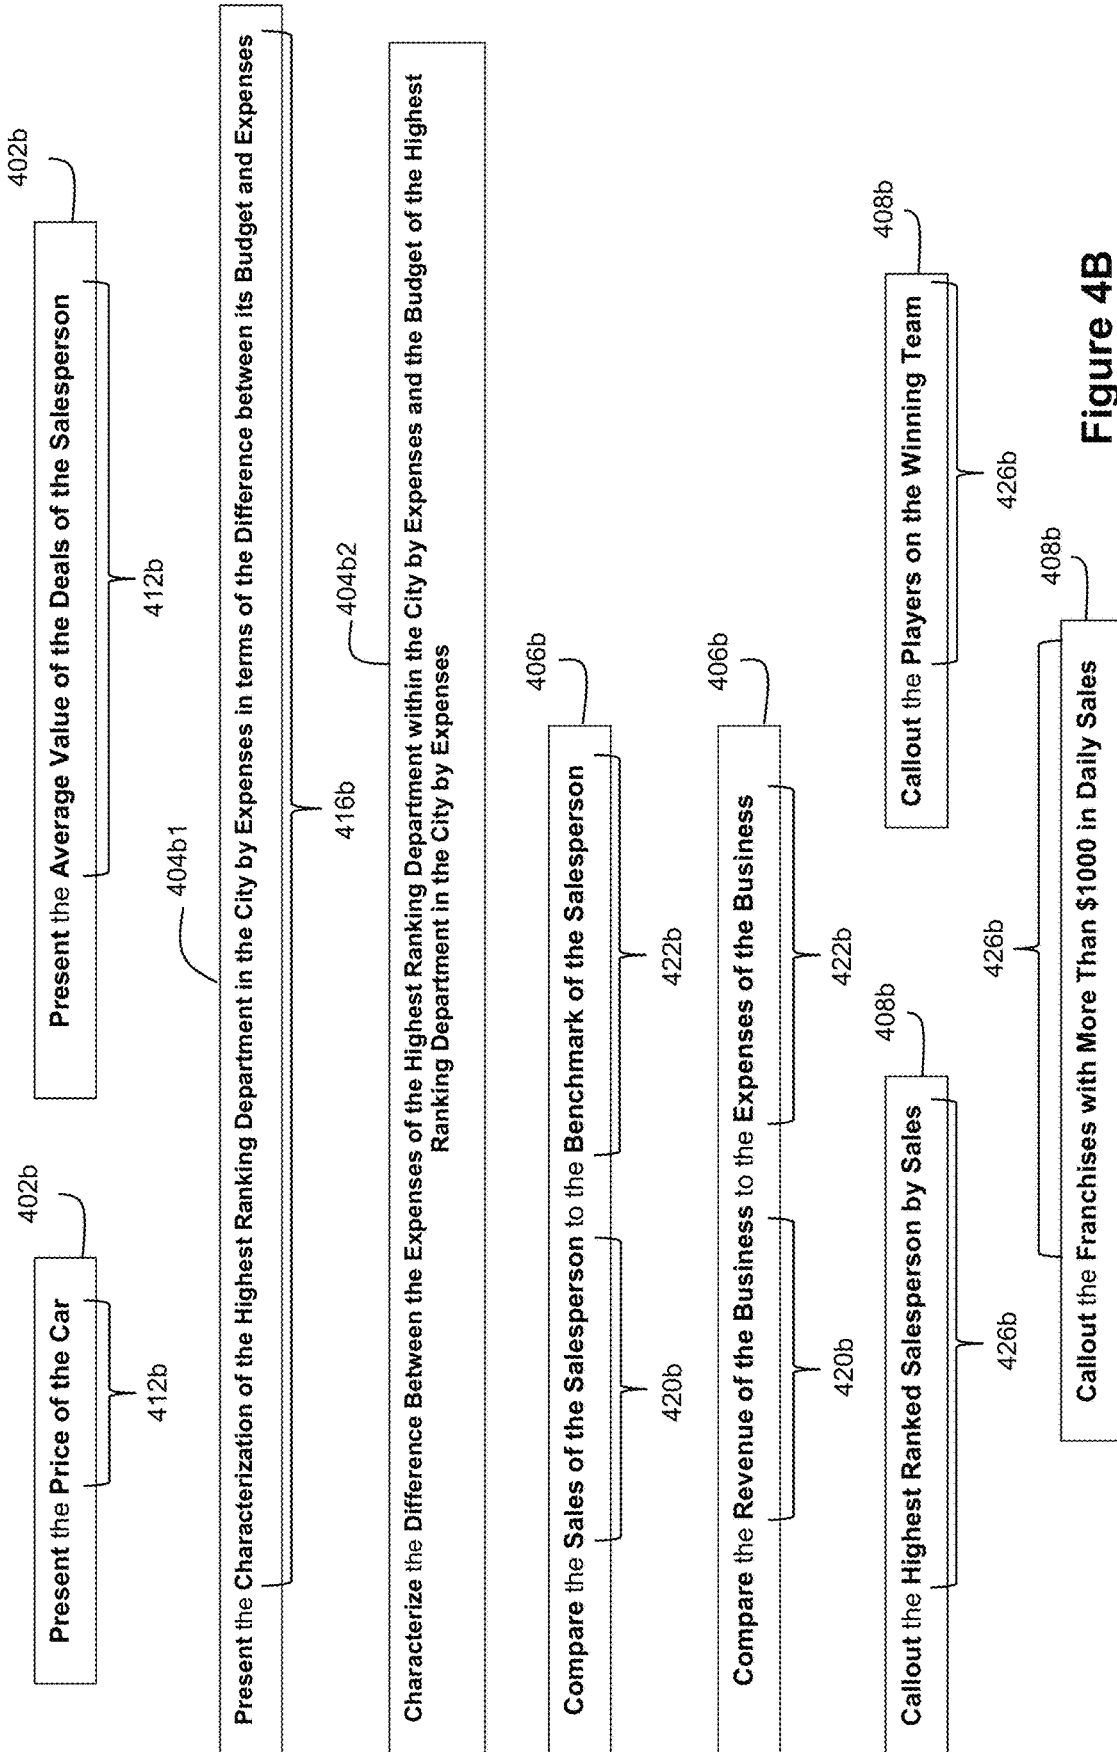 402b
402b
Present the Price of the Car
Present the Average Value of the Deals of the Salesperson
412b
412b
404b1
Present the Characterization of the Highest Ranking Department in the City by Expenses in terms of the Difference between its Budget and Expenses
416b
404b2
Characterize the Difference Between the Expenses of the Highest Ranking Department within the City by Expenses and the Budget of the Highest
Ranking Department in the City by Expenses
406b
Compare the Sales of the Salesperson to the Benchmark of the Salesperson
420b
422b
406b
Compare the Revenue of the Business to the Expenses of the Business
420b
422b
408b
408b
Callout the Highest Ranked Salesperson by Sales
Callout the Players on the Winning Team
426b
426b
426b
408b
Callout the Franchises with More Than $1000 in Daily Sales
Figure 4B